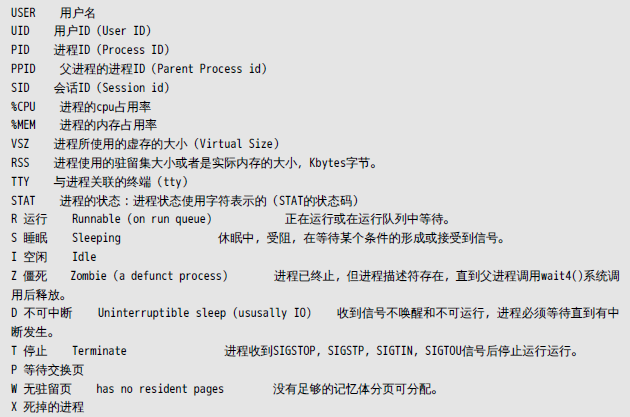 USER 用户名
UID 用户ID (User ID)
PID 进程ID (Process ID)
PPID 父进程的进程ID (Parent Process id)
SID 会话ID (Session id)
%CPU 进程的cpu占用率
%MEM 进程的内存占用率
VSZ 进程所使用的虚存的大小 (Virtual Size)
RSS 进程使用的驻留集大小或者是实际内存的大小, Kbytes字节。
TTY 与进程关联的终端 (tty)
STAT 进程的状态：进程状态使用字符表示的 (STAT的状态码)
R 运行 Runnable (on run queue) 正在运行或在运行队列中等待。
S 睡眠 Sleeping 休眠中, 受阻, 在等待某个条件的形成或接受到信号。
I 空闲 Idle
Z 僵死 Zombie (a defunct process) 进程已终止, 但进程描述符存在, 直到父进程调用wait4()系统调
用后释放。
D 不可中断 Uninterruptible sleep (ususally IO) 收到信号不唤醒和不可运行, 进程必须等待直到有中
断发生。
T 停止 Terminate 进程收到SIGSTOP, SIGSTP, SIGTIN, SIGTOU信号后停止运行运行。
P 等待交换页
W 无驻留页 has no resident pages 没有足够的记忆体分页可分配。
X 死掉的进程